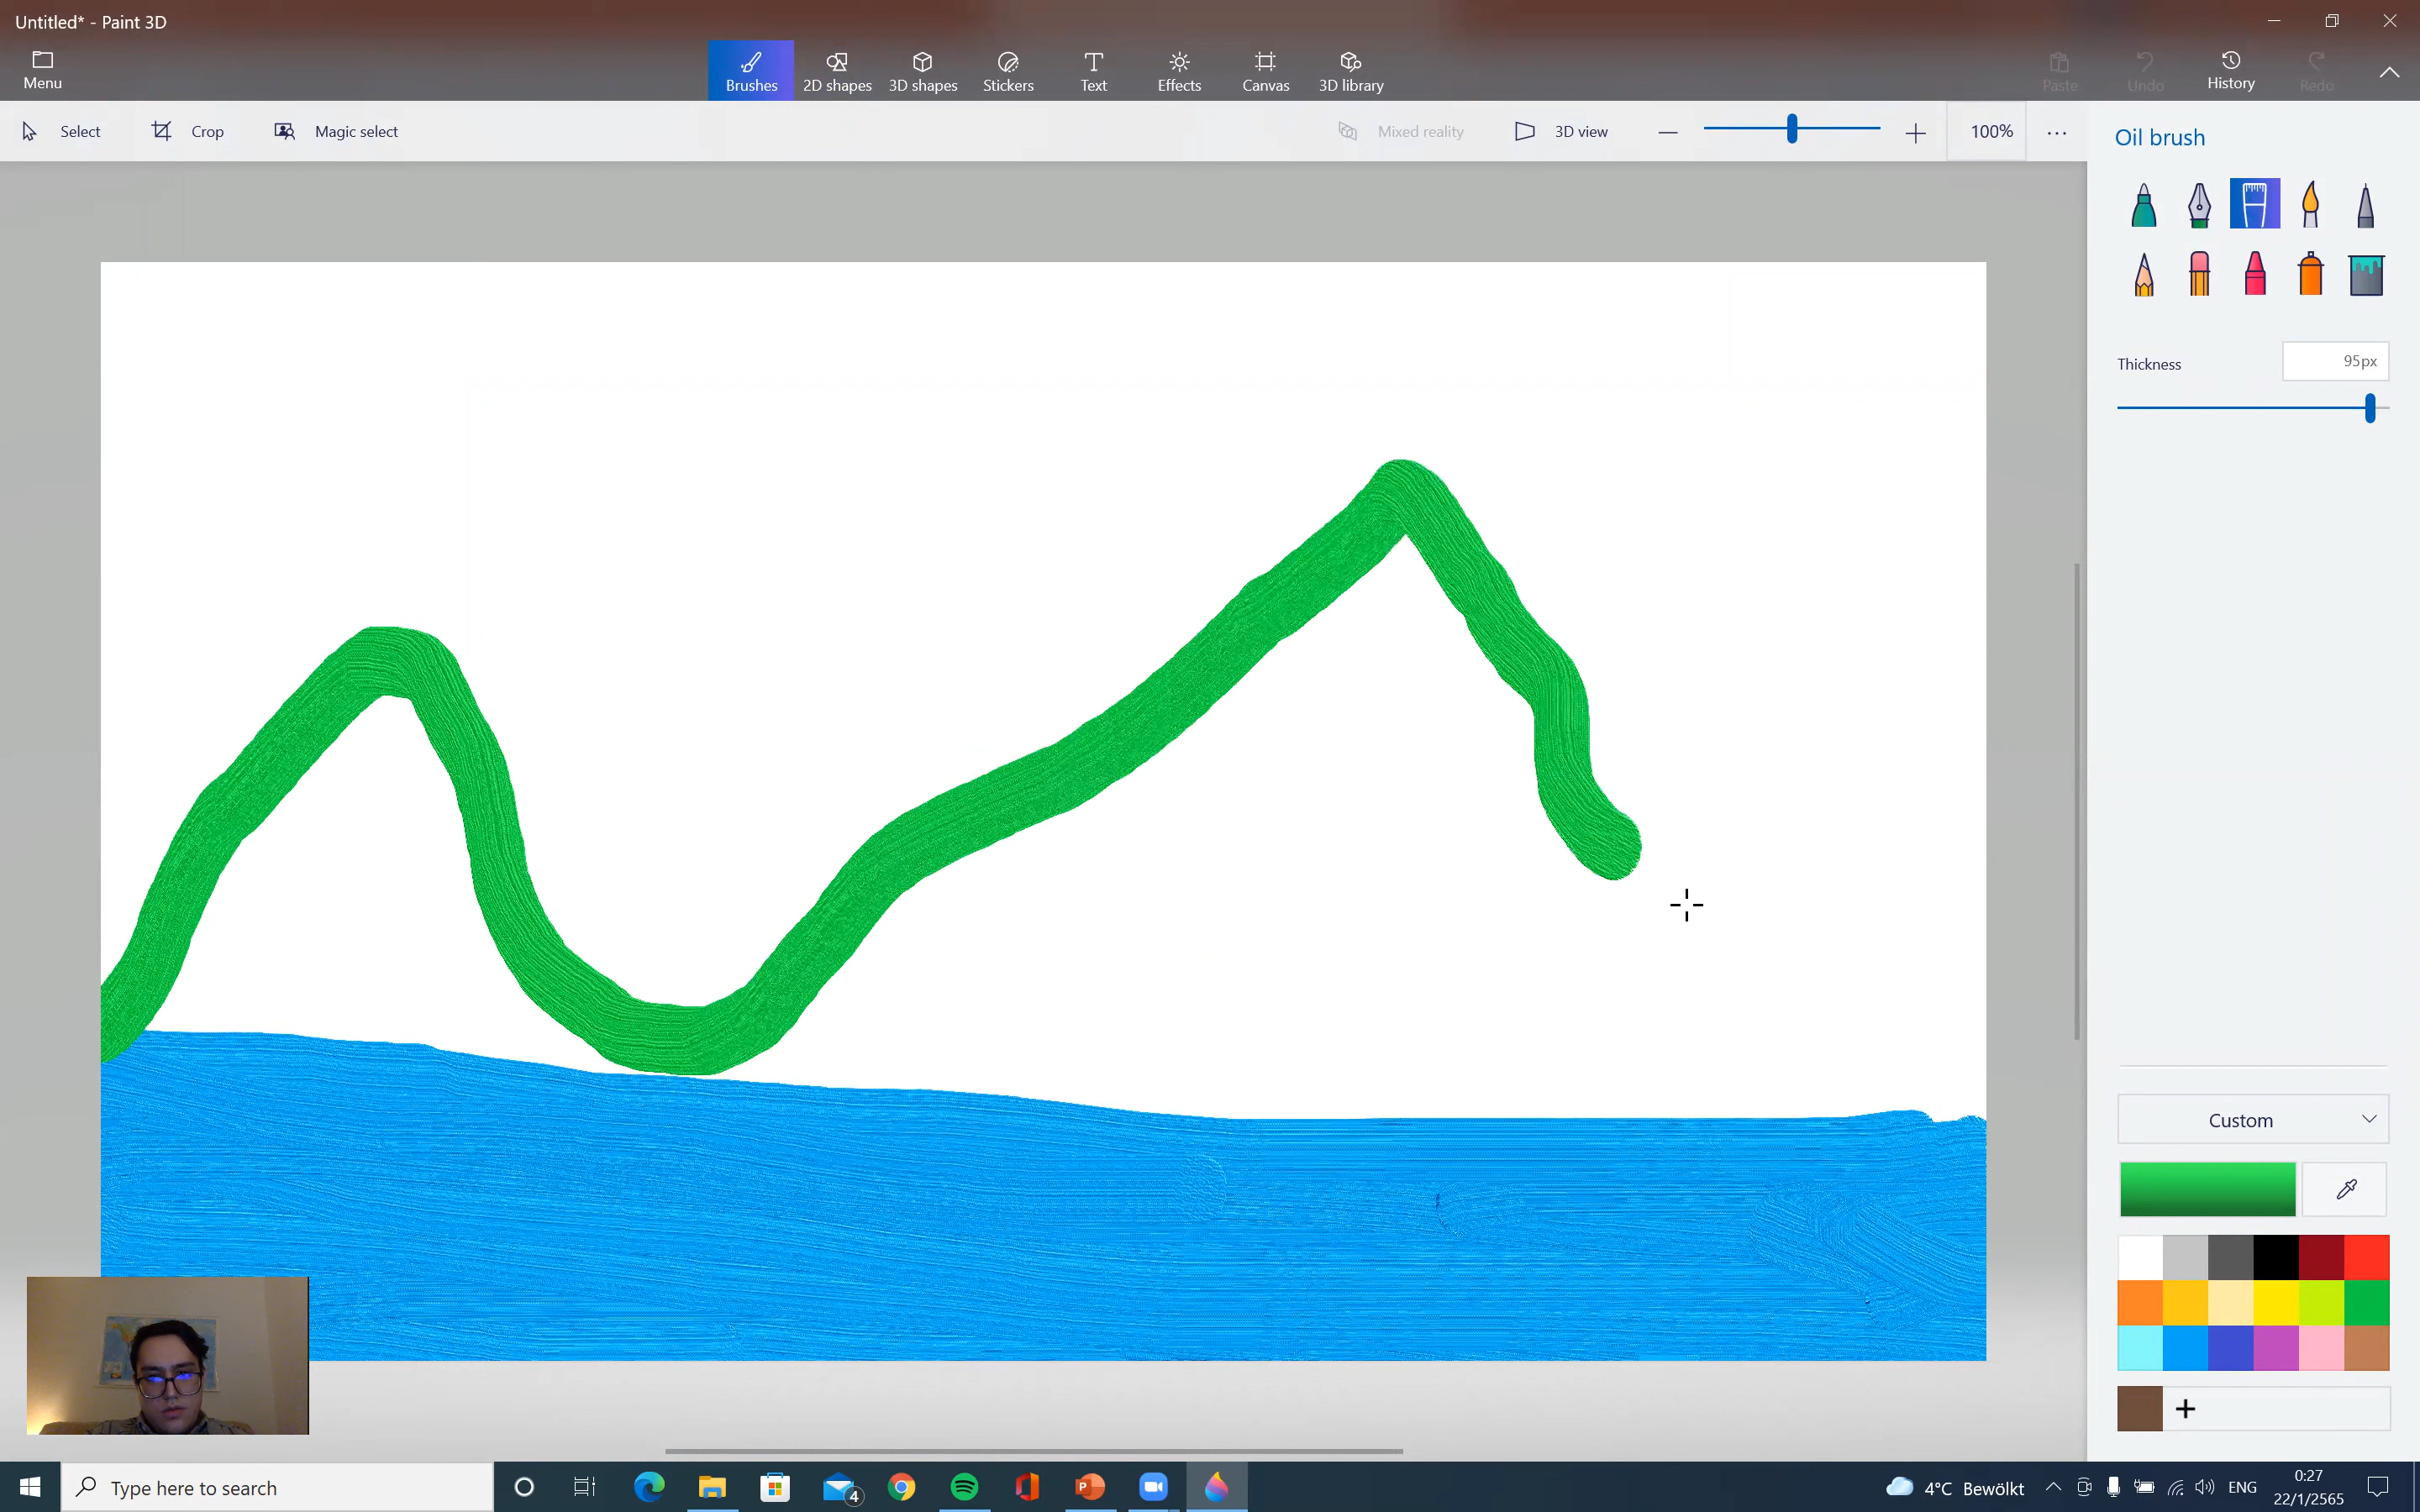 Untitled* - Paint 3D
Menu
Brushes
2D shapes
3D shapes
Stickers
Text
Effects
Canvas
3D library
Paste
Undo
History
Redo
Select
Crop
Magic select
Mixed reality
3D view
100%
Oil brush
Thickness
95px
Custom
Type here to search
4
P
4°C Bewölkt
ENG
0:27
22/1/2565